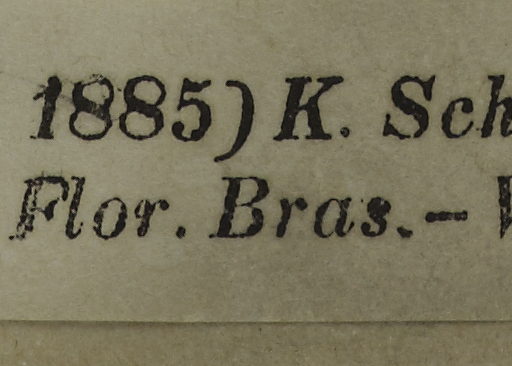 1885) K. Sch
Flor. Bras. –